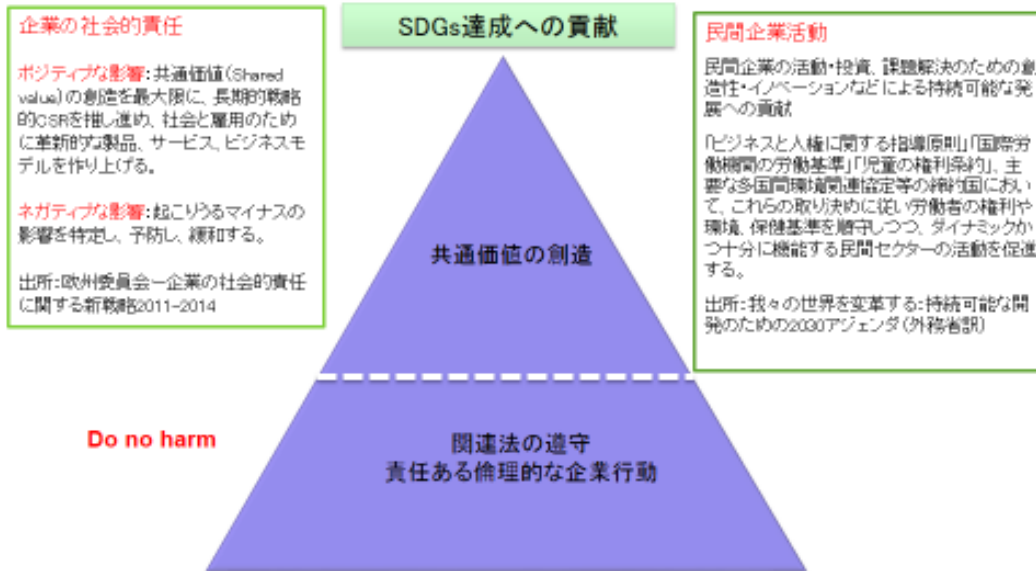 企業の社会的責任
ポジティブな影響:共通価値(Shared
value)の創造を最大限に、長期的戦略
的CSRを推し進め、社会と雇用のため
に革新的な製品、サービス、ビジネスモ
デルを作り上げる。
ネガティブな影響:起こりうるマイナスの
影響を特定し、予防し、緩和する。
出所:欧州委員会ー企業の社会的責任
に関する新戦略2011-2014
SDGs達成への貢献
共通価値の創造
Do no harm
関連法の遵守
責任ある倫理的な企業行動
民間企業活動
民間企業の活動・投資、課題解決のための創
造性・イノベーションなどによる持続可能な発
展への貢献
「ビジネスと人権に関する指導原則」「国際労
働機関の労働基準」「児童の権利条約」、主
要な多国間環境関連協定等の締約国におい
て、これらの取り決めに従い労働者の権利や
環境、保健基準を順守しつつ、ダイナミックか
つ十分に機能する民間セクターの活動を促進
する。
出所:我々の世界を変革する:持続可能な開
発のための2030アジェンダ(外務省訳)